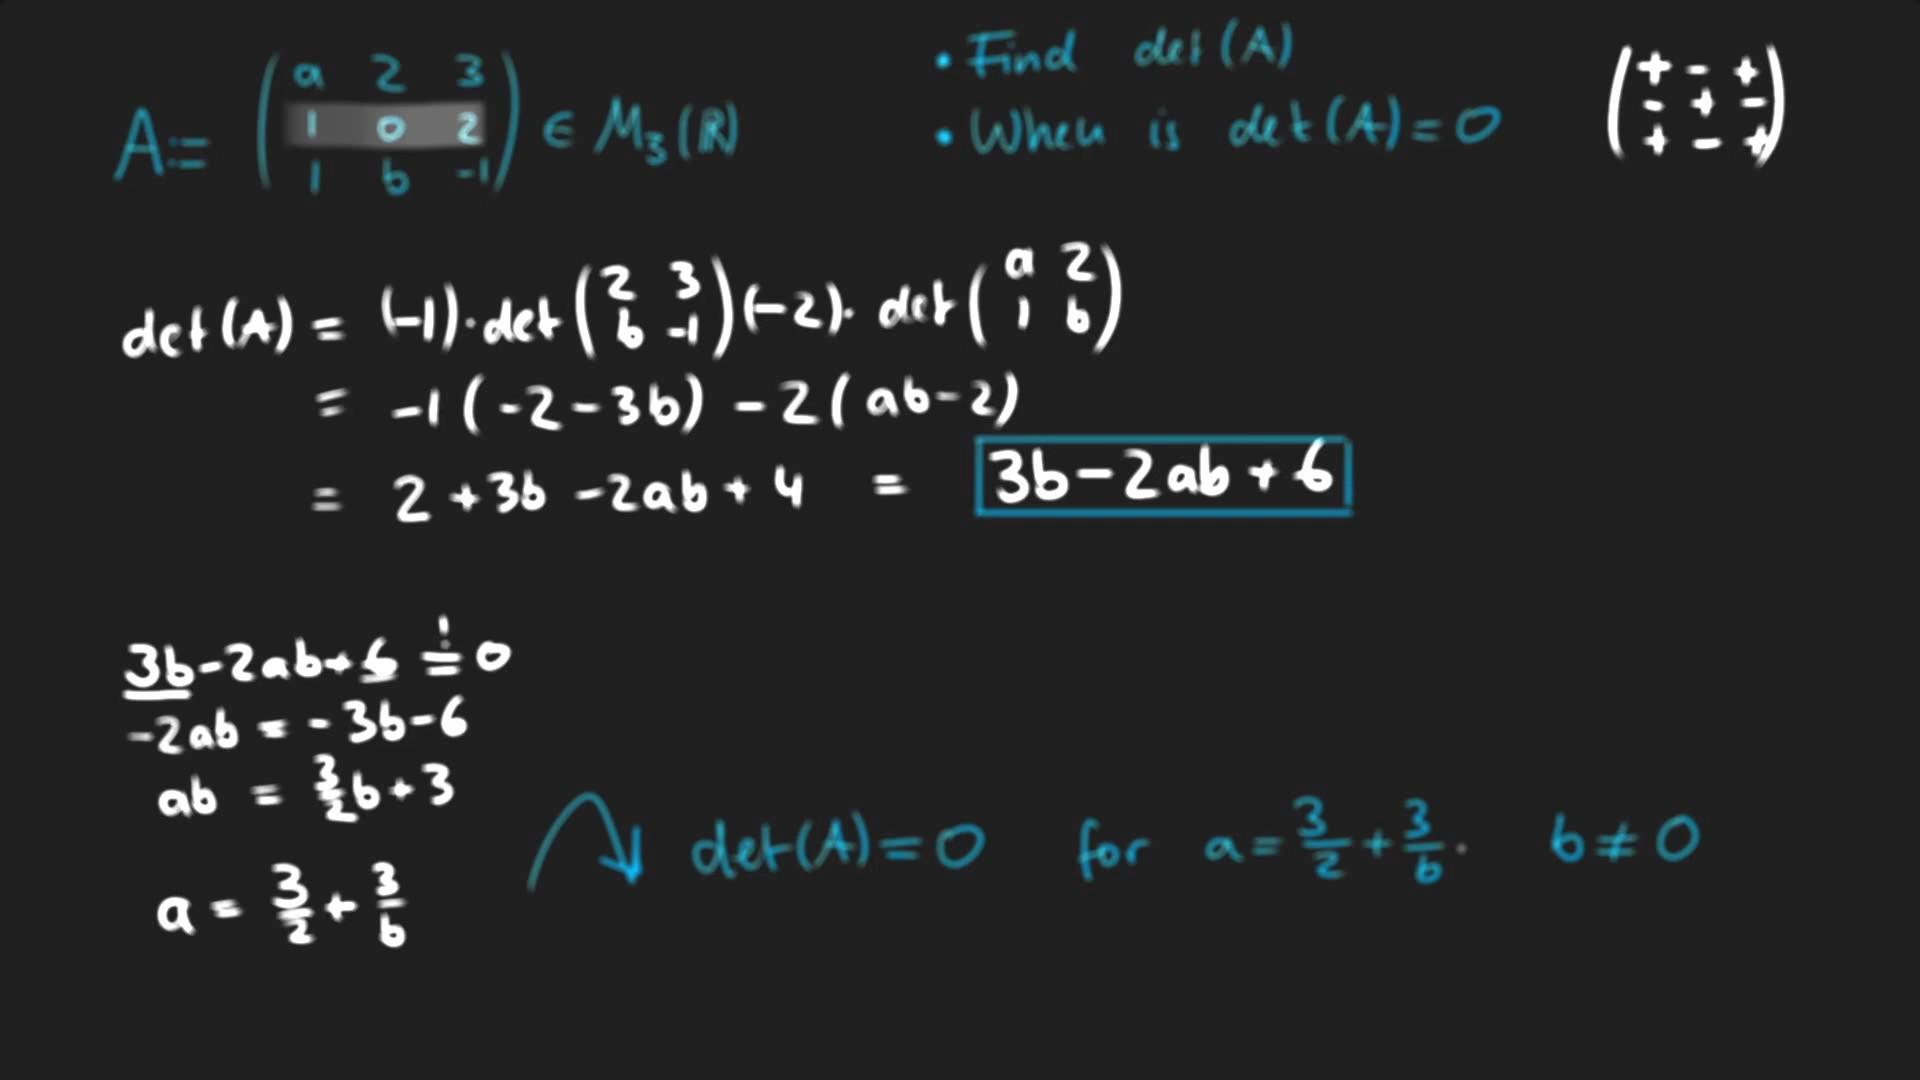 A:= ( a 2 3 ; 1 0 2 ; 1 b -1 ) ∈ M₃(ℝ)
• Find det(A)
• When is det(A)=0
( + - + ; - + - ; + - + )
det(A) = (-1)·det( 2 3 ; b -1 )(-2)·det( a 2 ; 1 b )
= -1(-2-3b) -2(ab-2)
= 2+3b-2ab+4 = 3b-2ab+6
3b-2ab+6 =! 0
-2ab = -3b-6
ab = 3/2 b+3
a = 3/2 + 3/b
det(A)=0 for a = 3/2 + 3/b. b≠0